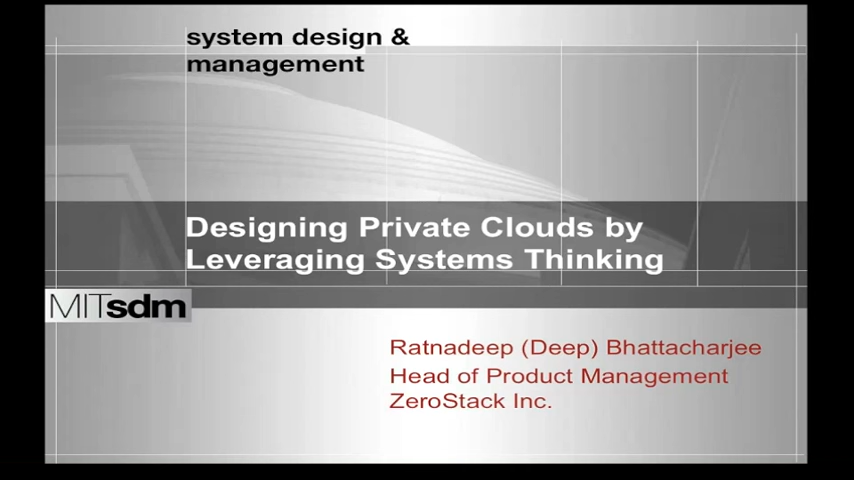 system design &
management
Designing Private Clouds by
Leveraging Systems Thinking
MITsdm
Ratnadeep (Deep) Bhattacharjee
Head of Product Management
ZeroStack Inc.